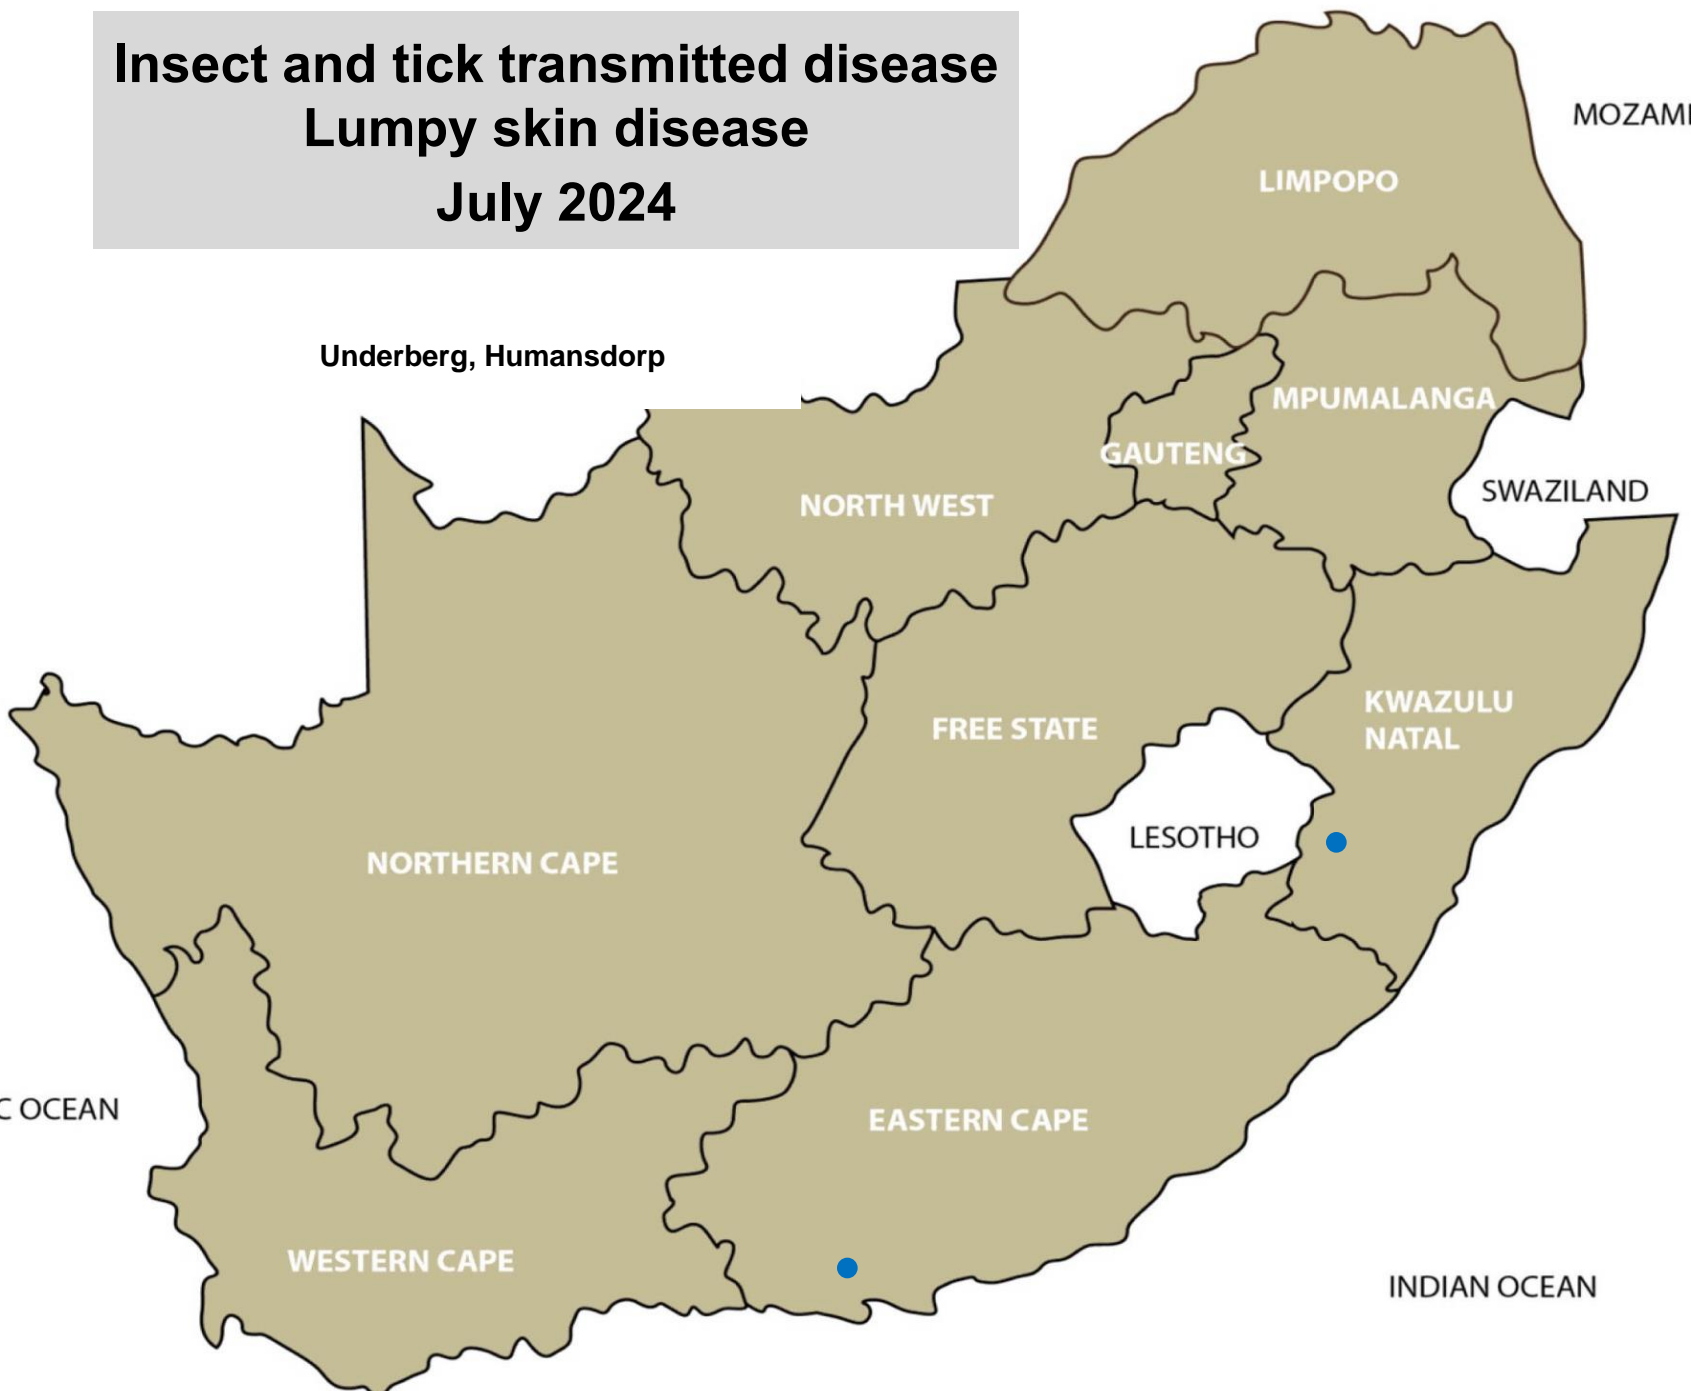 Insect and tick transmitted disease
Lumpy skin disease
July 2024
MOZAMB
LIMPOPO
Underberg, Humansdorp
MPUMALANGA
GAUTENG
SWAZILAND
NORTH WEST
KWAZULU
NATAL
FREE STATE
LESOTHO
NORTHERN CAPE
C OCEAN
EASTERN CAPE
WESTERN CAPE
INDIAN OCEAN